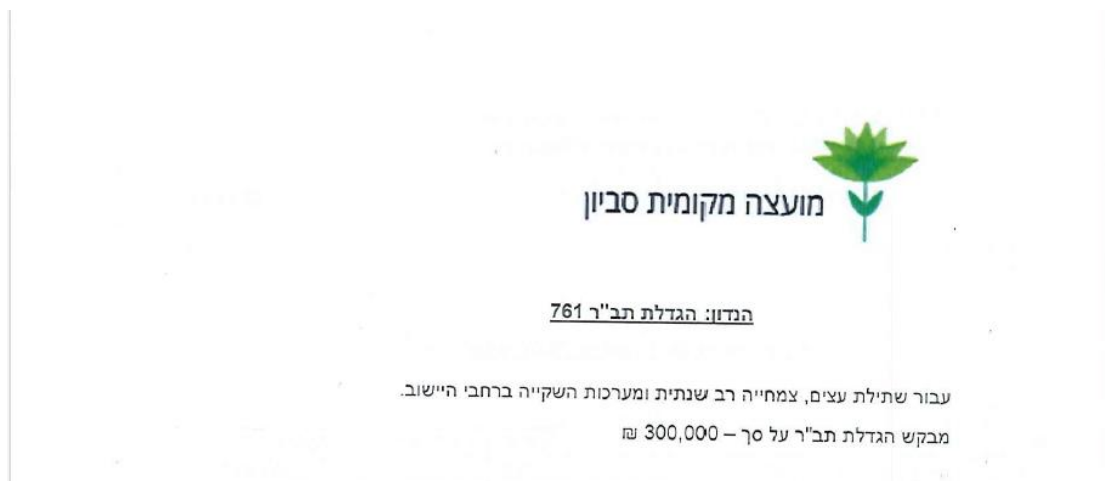 מועצה מקומית סביון
הנדון: הגדלת תב"ר 761
עבור שתילת עצים, צמחייה רב שנתית ומערכות השקייה ברחבי היישוב.
מבקש הגדלת תב"ר על סך – 300,000 ₪